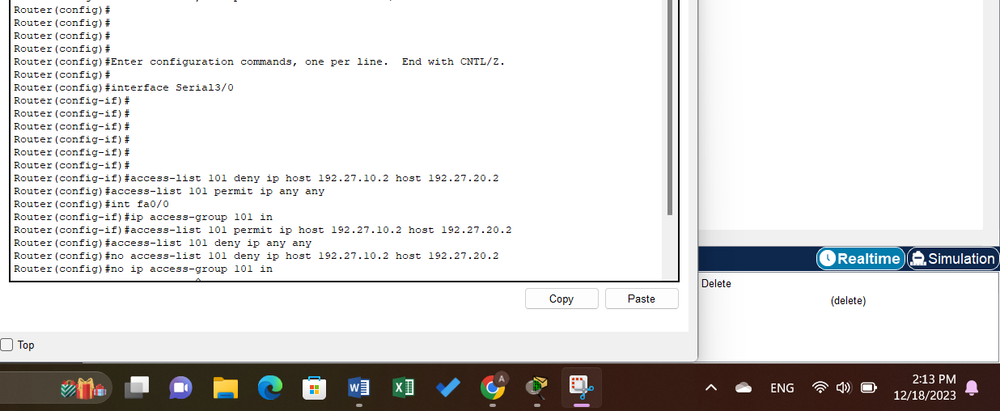 Router(config)#
Router(config)#
Router(config)#
Router(config)#
Router(config)#Enter configuration commands, one per line.  End with CNTL/Z.
Router(config)#
Router(config)#interface Serial3/0
Router(config-if)#
Router(config-if)#
Router(config-if)#
Router(config-if)#
Router(config-if)#
Router(config-if)#
Router(config-if)#access-list 101 deny ip host 192.27.10.2 host 192.27.20.2
Router(config)#access-list 101 permit ip any any
Router(config)#int fa0/0
Router(config-if)#ip access-group 101 in
Router(config-if)#access-list 101 permit ip host 192.27.10.2 host 192.27.20.2
Router(config)#access-list 101 deny ip any any
Router(config)#no access-list 101 deny ip host 192.27.10.2 host 192.27.20.2
Router(config)#no ip access-group 101 in
^
Copy
Paste
Top
Realtime
Simulation
Delete
(delete)
A
ENG
2:13 PM
12/18/2023